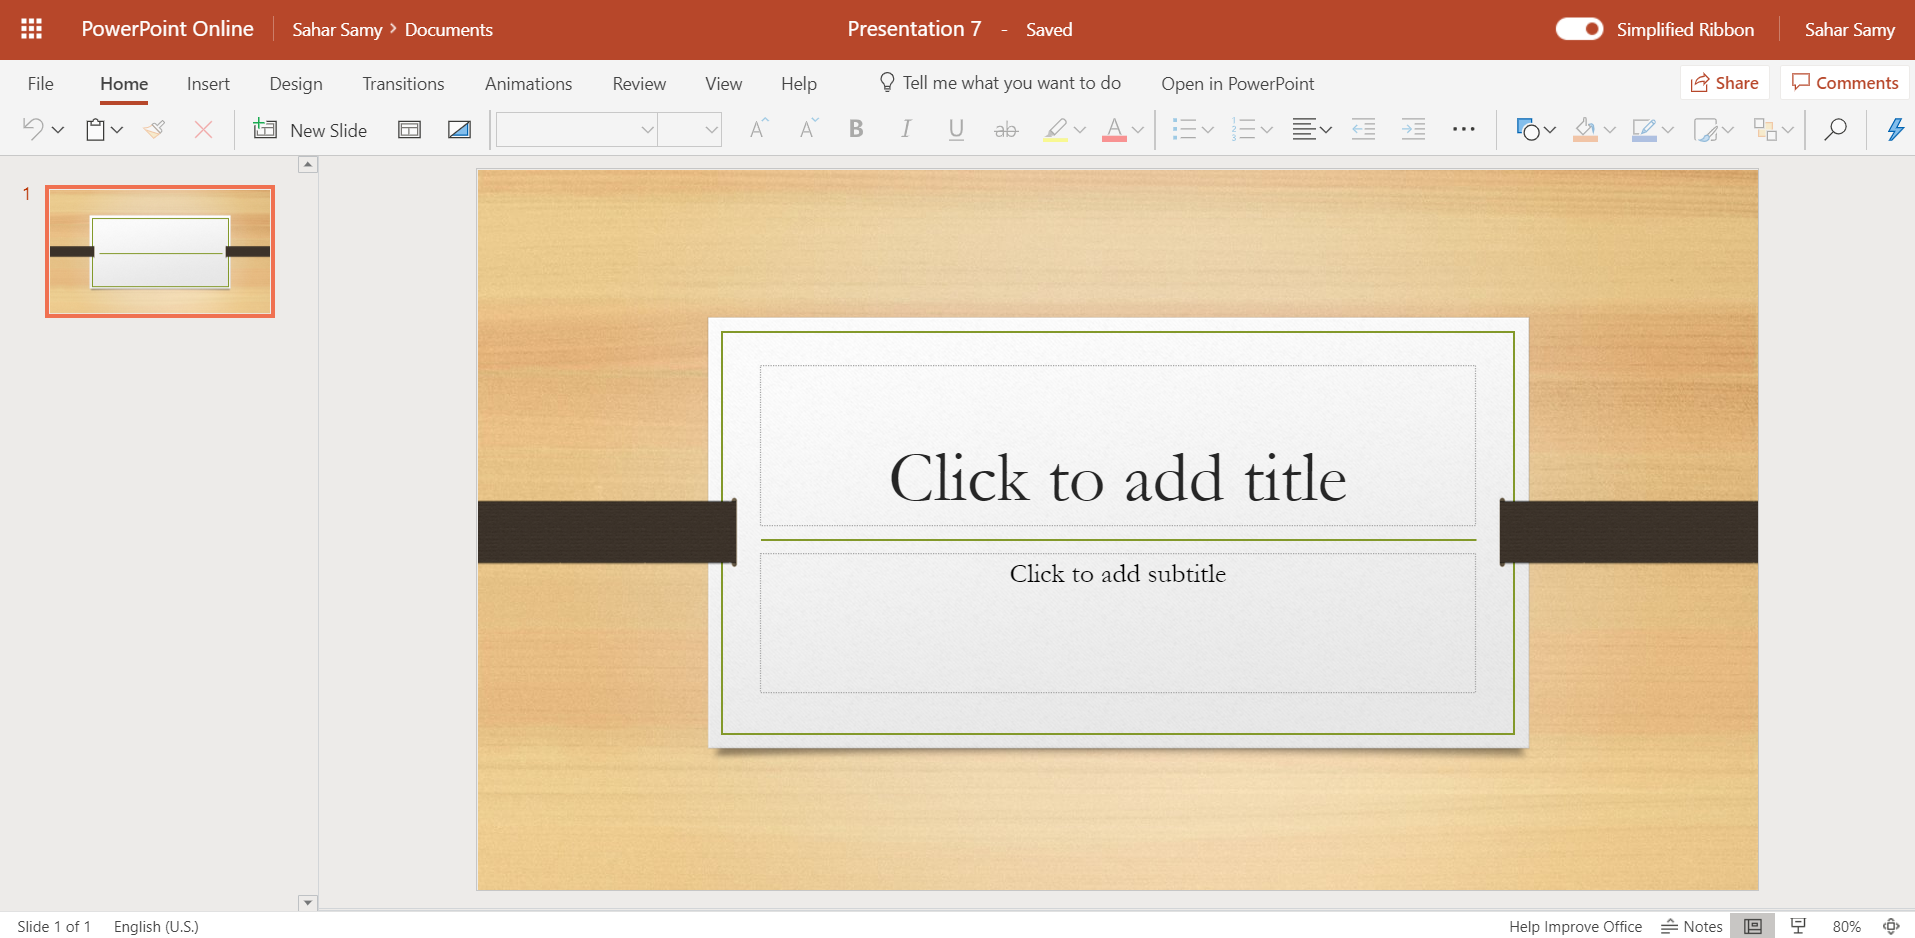 PowerPoint Online Sahar Samy > Documents Presentation 7 - Saved Simplified Ribbon Sahar Samy
File Home Insert Design Transitions Animations Review View Help Tell me what you want to do Open in PowerPoint Share Comments
New Slide A A B I U ab A
1
Click to add title
Click to add subtitle
Slide 1 of 1 English (U.S.) Help Improve Office Notes 80%